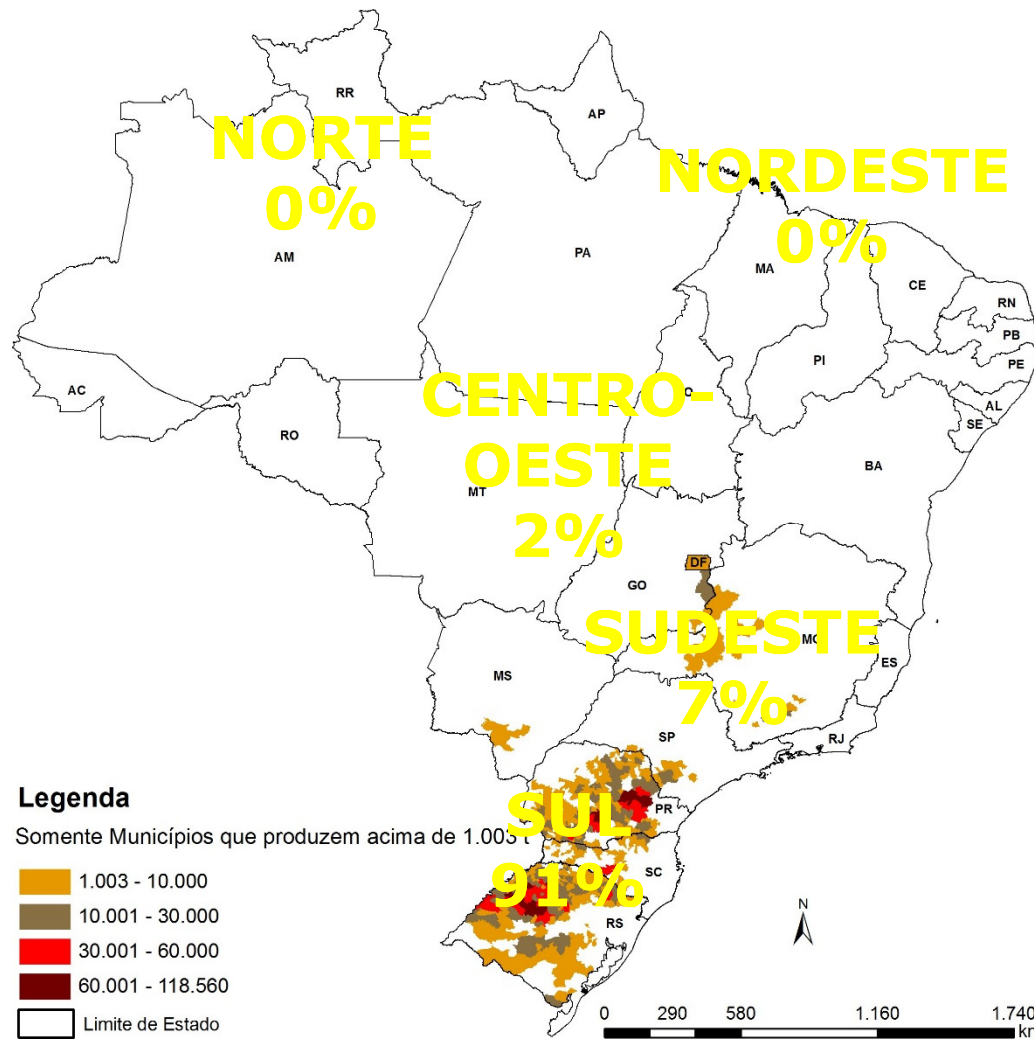 RR
AP
NORTE
0%
NORDESTE
0%
AM
PA
MA
CE
RN
PB
PE
PI
AL
SE
AC
RO
CENTRO-
OESTE
2%
MT
BA
DF
GO
SUDESTE
7%
MG
ES
MS
SP
RJ
PR
SUL
91%
SC
RS
Legenda
Somente Municípios que produzem acima de 1.003 t
1.003 - 10.000
10.001 - 30.000
30.001 - 60.000
60.001 - 118.560
Limite de Estado
N
0 290 580 1.160 1.740
km